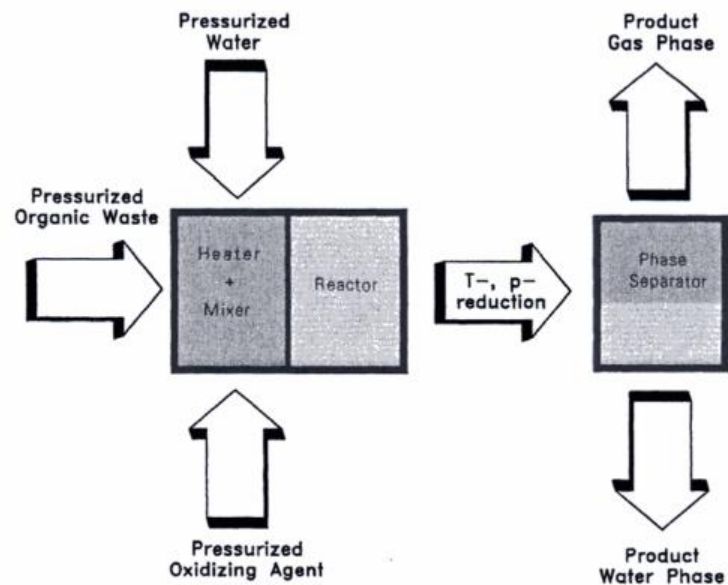 Pressurized
Water
Product
Gas Phase
Pressurized
Organic Waste
Heater
+
Mixer
Reactor
T-, p-
reduction
Phase
Separator
Pressurized
Oxidizing Agent
Product
Water Phase